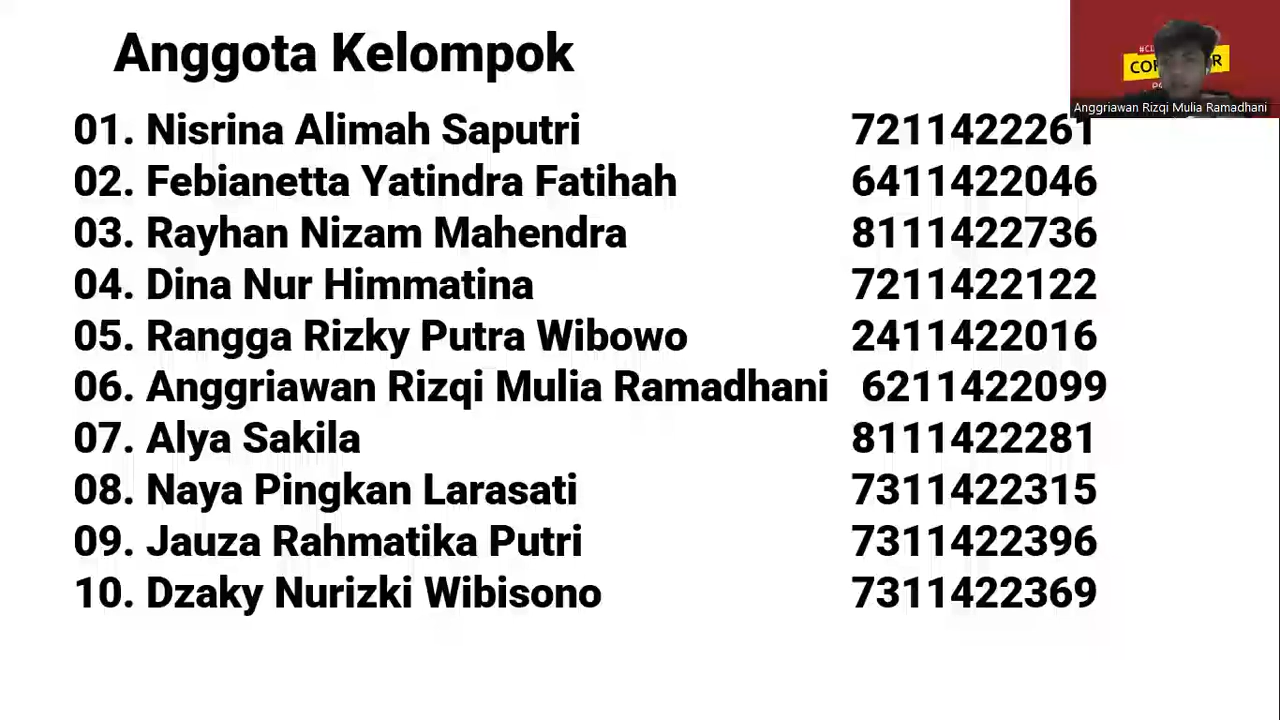 Anggota Kelompok
01. Nisrina Alimah Saputri 7211422261
02. Febianetta Yatindra Fatihah 6411422046
03. Rayhan Nizam Mahendra 8111422736
04. Dina Nur Himmatina 7211422122
05. Rangga Rizky Putra Wibowo 2411422016
06. Anggriawan Rizqi Mulia Ramadhani 6211422099
07. Alya Sakila 8111422281
08. Naya Pingkan Larasati 7311422315
09. Jauza Rahmatika Putri 7311422396
10. Dzaky Nurizki Wibisono 7311422369
Anggriawan Rizqi Mulia Ramadhani